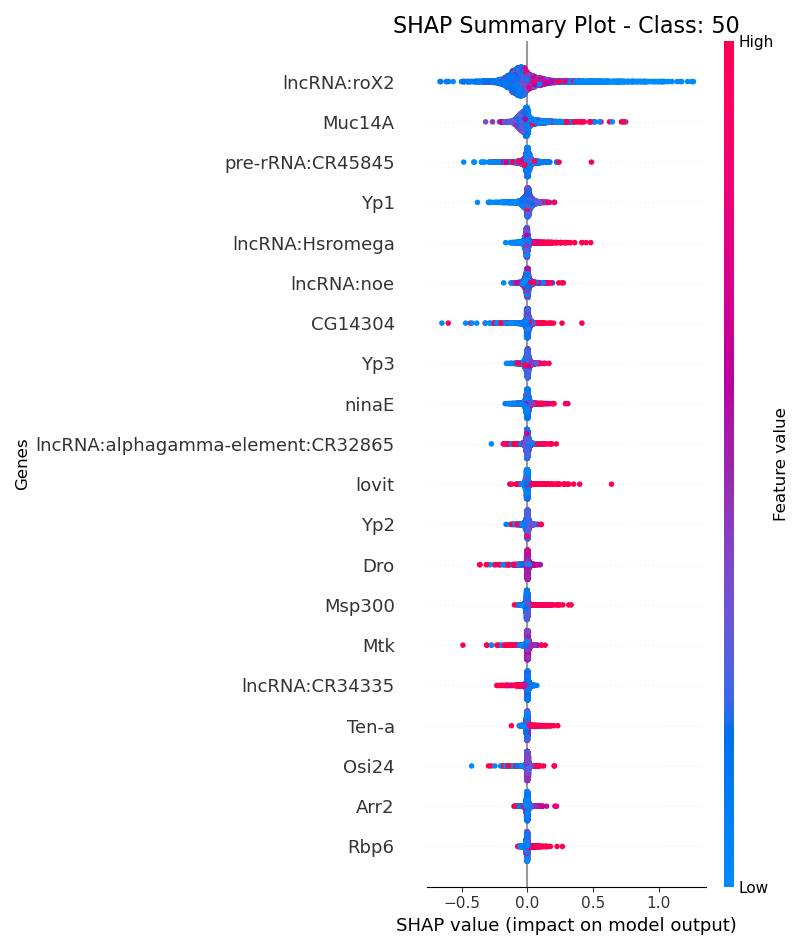 SHAP Summary Plot - Class: 50
High
lncRNA:roX2
Muc14A
pre-rRNA:CR45845
Yp1
lncRNA:Hsromega
lncRNA:noe
CG14304
Yp3
ninaE
lncRNA:alphagamma-element:CR32865
lovit
Yp2
Dro
Msp300
Mtk
lncRNA:CR34335
Ten-a
Osi24
Arr2
Rbp6
Genes
Feature value
Low
−0.5 0.0 0.5 1.0
SHAP value (impact on model output)